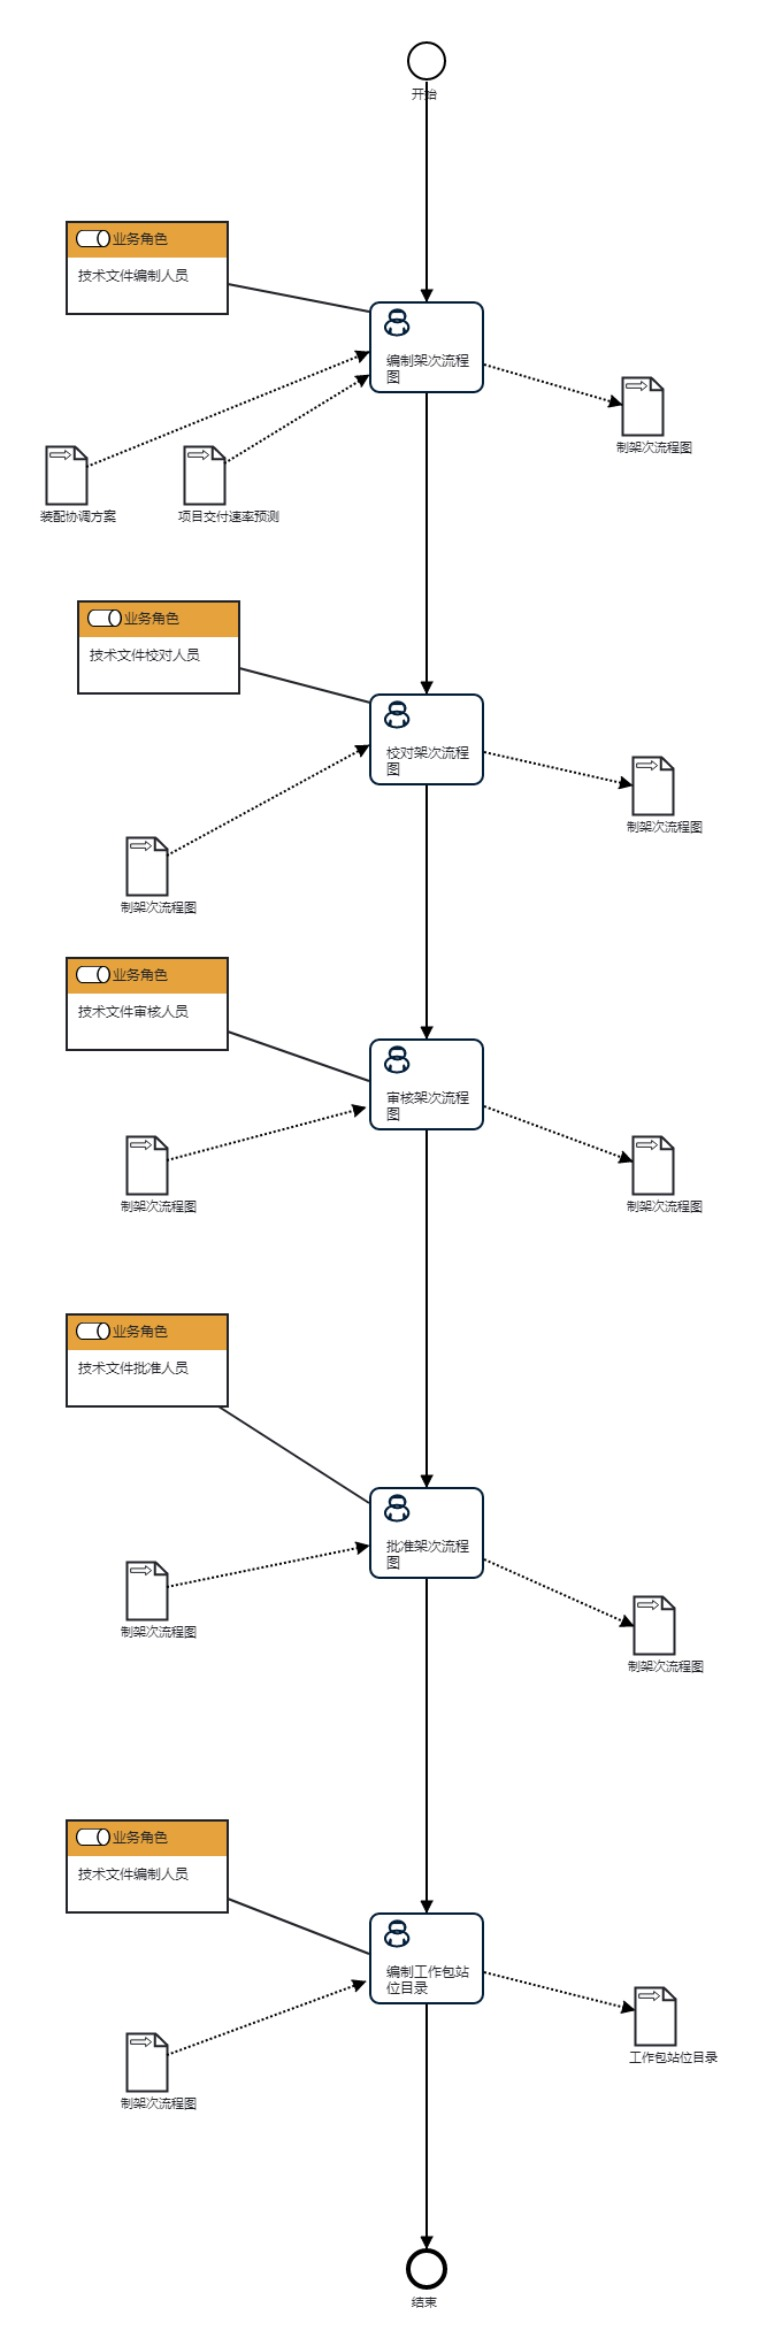 开始
业务角色
技术文件编制人员
编制架次流程
图
制架次流程图
装配协调方案
项目交付速率预测
业务角色
技术文件校对人员
校对架次流程
图
制架次流程图
制架次流程图
业务角色
技术文件审核人员
审核架次流程
图
制架次流程图
制架次流程图
业务角色
技术文件批准人员
批准架次流程
图
制架次流程图
制架次流程图
业务角色
技术文件编制人员
编制工作包站
位目录
工作包站位目录
制架次流程图
结束